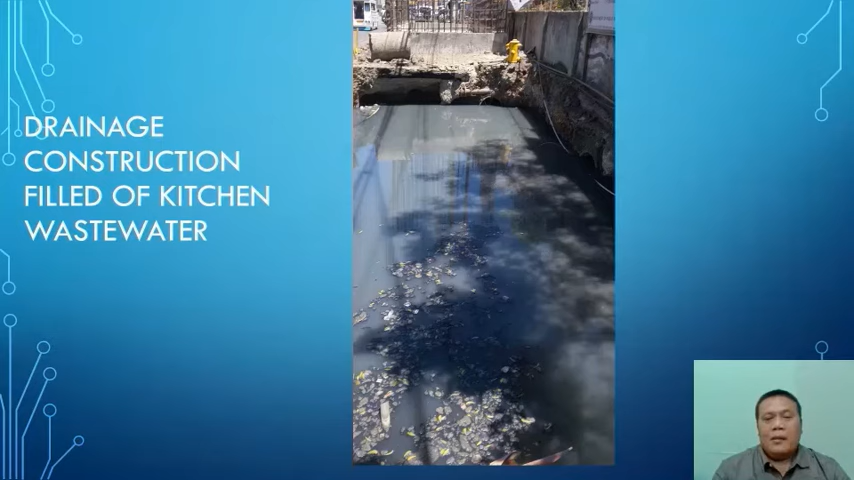 DRAINAGE
CONSTRUCTION
FILLED OF KITCHEN
WASTEWATER